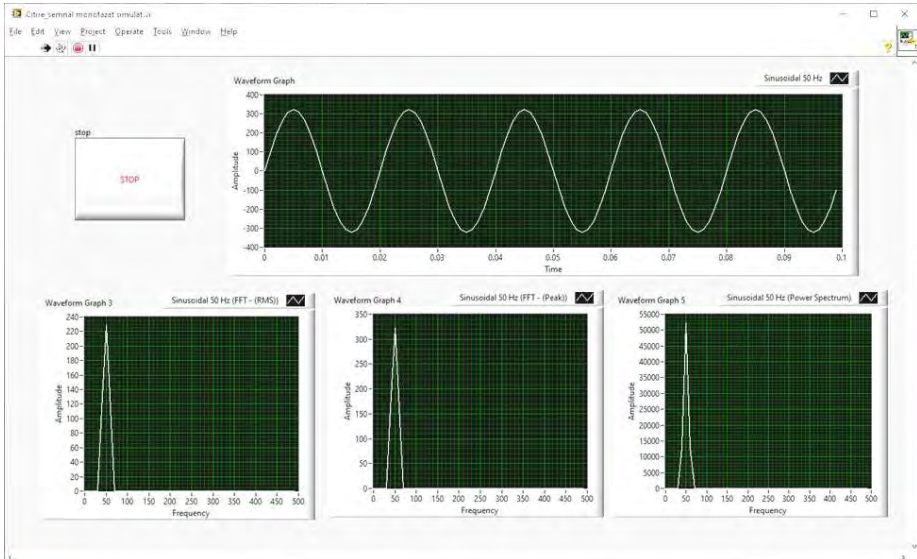 Citire_semnal monofazat simulat.vi
File Edit View Project Operate Tools Window Help
Waveform Graph
Sinusoidal 50 Hz
stop
STOP
Amplitude
400
300
200
100
0
-100
-200
-300
-400
0 0.01 0.02 0.03 0.04 0.05 0.06 0.07 0.08 0.09 0.1
Time
Waveform Graph 3
Sinusoidal 50 Hz (FFT - (RMS))
Amplitude
240
220
200
180
160
140
120
100
80
60
40
20
0
0 50 100 150 200 250 300 350 400 450 500
Frequency
Waveform Graph 4
Sinusoidal 50 Hz (FFT - (Peak))
Amplitude
350
300
250
200
150
100
50
0
0 50 100 150 200 250 300 350 400 450 500
Frequency
Waveform Graph 5
Sinusoidal 50 Hz (Power Spectrum)
Amplitude
55000
50000
45000
40000
35000
30000
25000
20000
15000
10000
5000
0
0 50 100 150 200 250 300 350 400 450 500
Frequency